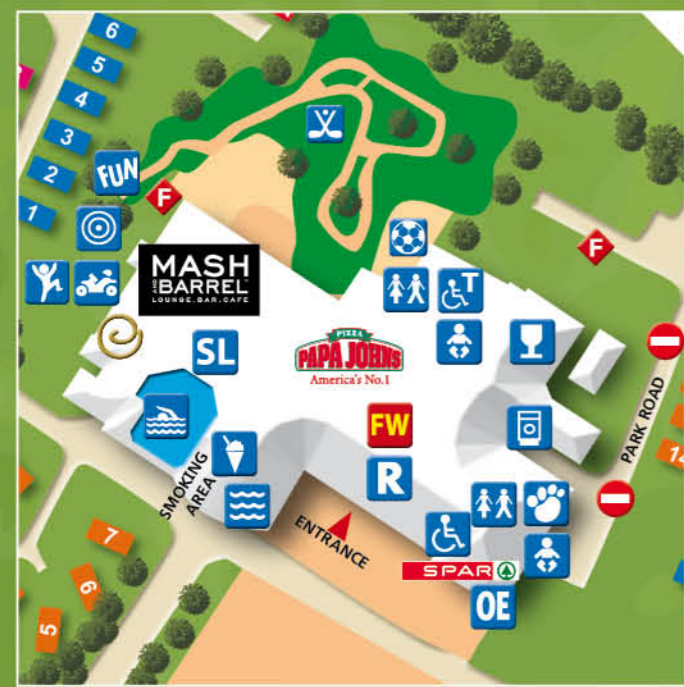 6
5
4
3
2
1
FUN
F
F
MASH
AND BARREL
LOUNGE.BAR.CAFE
T
SL
PIZZA
PAPA JOHNS
America's No.1
FW
R
SMOKING
AREA
ENTRANCE
PARK ROAD
14
SPAR
OE
7
6
5